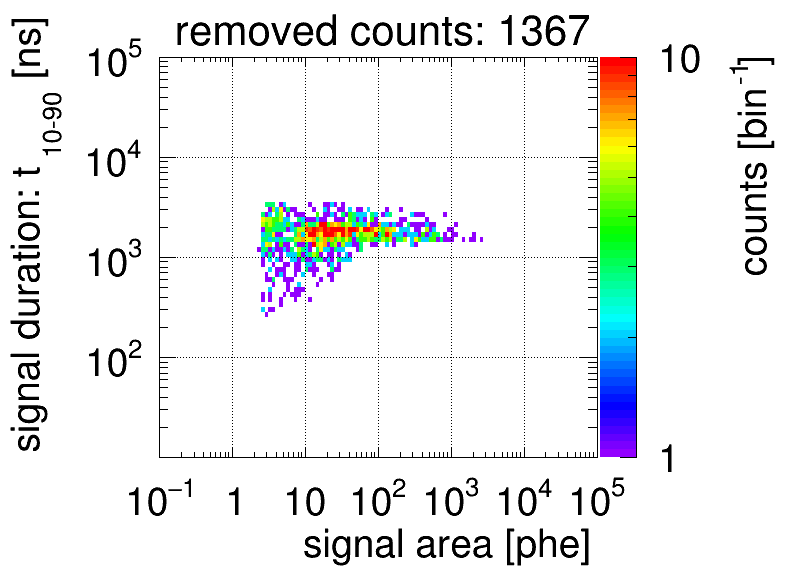 removed counts: 1367
signal duration: t 10-90 [ns]
10^5
10^4
10^3
10^2
10^−1 1 10 10^2 10^3 10^4 10^5
signal area [phe]
10
1
counts [bin^-1]